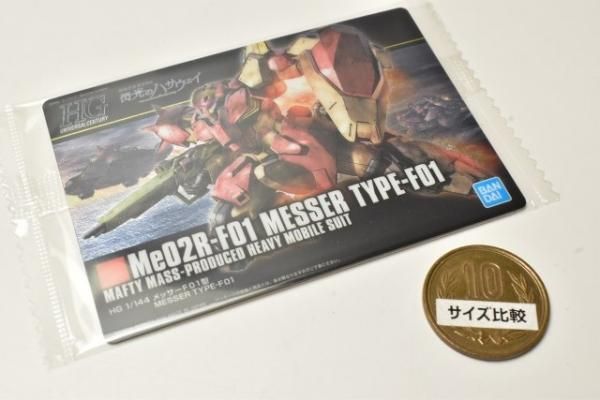 HG
UNIVERSAL CENTURY
閃光のハサウェイ
BAN
DAI
Me02R-F01 MESSER TYPE-F01
MAFTY MASS-PRODUCED HEAVY MOBILE SUIT
HG 1/144 メッサーF01型
MESSER TYPE-F01
10
サイズ比較